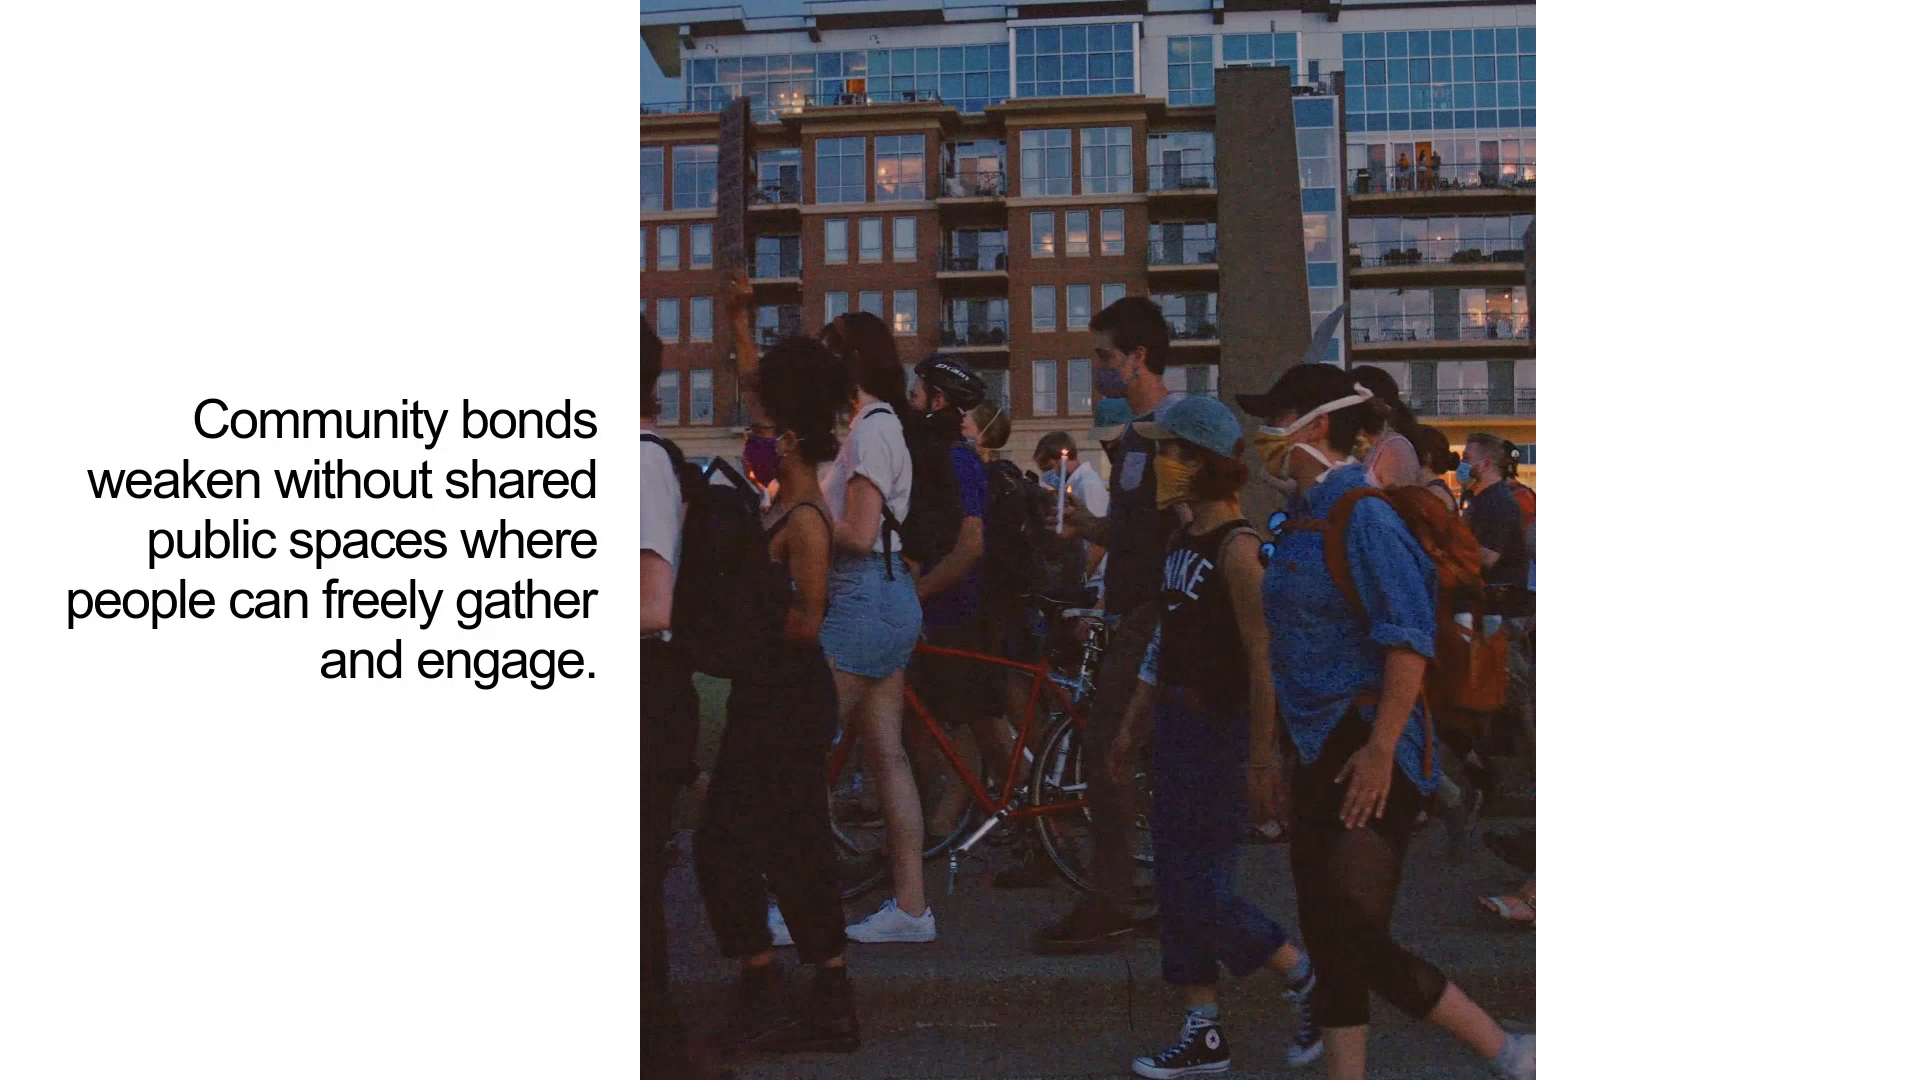 Community bonds
weaken without shared
public spaces where
people can freely gather
and engage.
NIKE